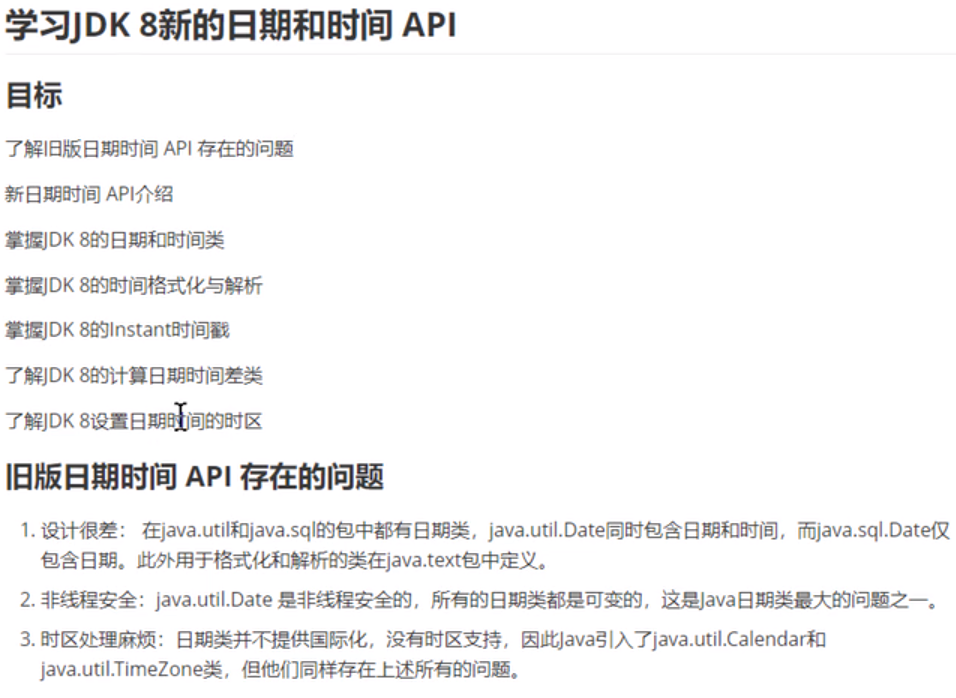 学习JDK 8新的日期和时间 API
目标
了解旧版日期时间 API 存在的问题
新日期时间 API介绍
掌握JDK 8的日期和时间类
掌握JDK 8的时间格式化与解析
掌握JDK 8的Instant时间戳
了解JDK 8的计算日期时间差类
了解JDK 8设置日期时间的时区
旧版日期时间 API 存在的问题
1. 设计很差： 在java.util和java.sql的包中都有日期类，java.util.Date同时包含日期和时间，而java.sql.Date仅
包含日期。此外用于格式化和解析的类在java.text包中定义。
2. 非线程安全：java.util.Date 是非线程安全的，所有的日期类都是可变的，这是Java日期类最大的问题之一。
3. 时区处理麻烦：日期类并不提供国际化，没有时区支持，因此Java引入了java.util.Calendar和
java.util.TimeZone类，但他们同样存在上述所有的问题。